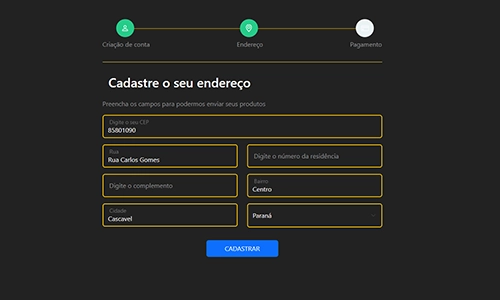 Criação de conta
Endereço
Pagamento
Cadastre o seu endereço
Preencha os campos para podermos enviar seus produtos
Digite o seu CEP
85801090
Rua
Rua Carlos Gomes
Digite o número da residência
Digite o complemento
Bairro
Centro
Cidade
Cascavel
Paraná
CADASTRAR